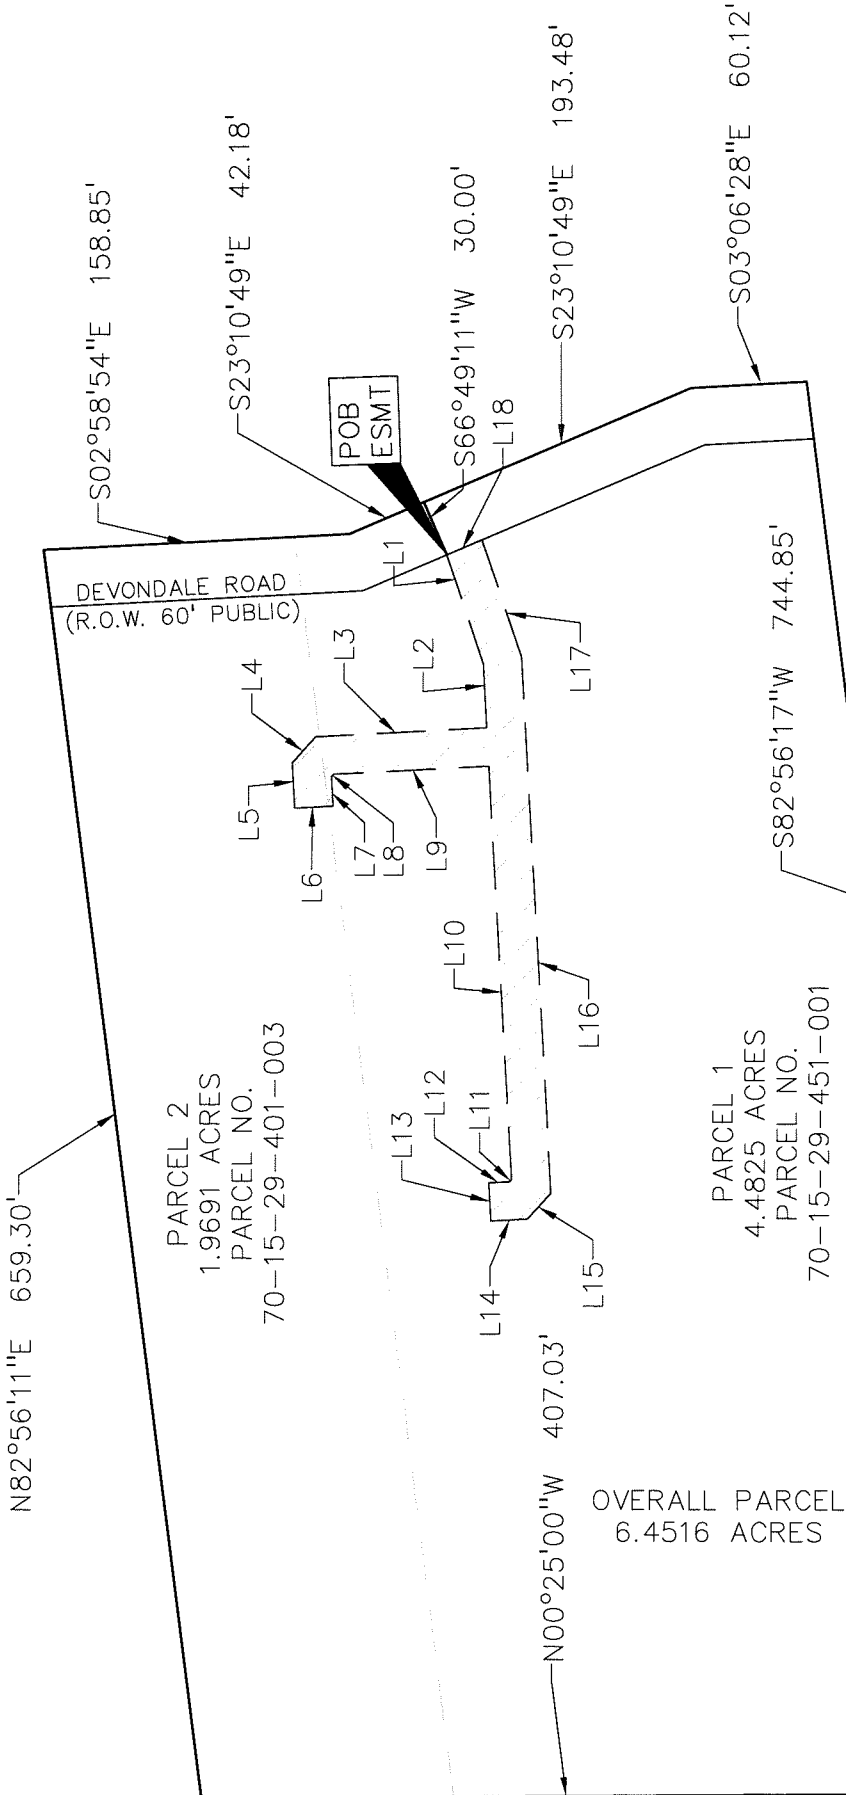 S02°58'54"E 158.85'
S23°10'49"E 42.18'
POB
ESMT
S66°49'11"W 30.00'
L18
S23°10'49"E 193.48'
S03°06'28"E 60.12'
DEVONDALE ROAD
(R.O.W. 60' PUBLIC)
L1
L2
L3
L4
L5
L6
L7
L8
L9
L10
L11
L12
L13
L14
L15
L16
L17
S82°56'17"W 744.85'
N82°56'11"E 659.30'
PARCEL 2
1.9691 ACRES
PARCEL NO.
70-15-29-401-003
PARCEL 1
4.4825 ACRES
PARCEL NO.
70-15-29-451-001
N00°25'00"W 407.03'
OVERALL PARCEL
6.4516 ACRES